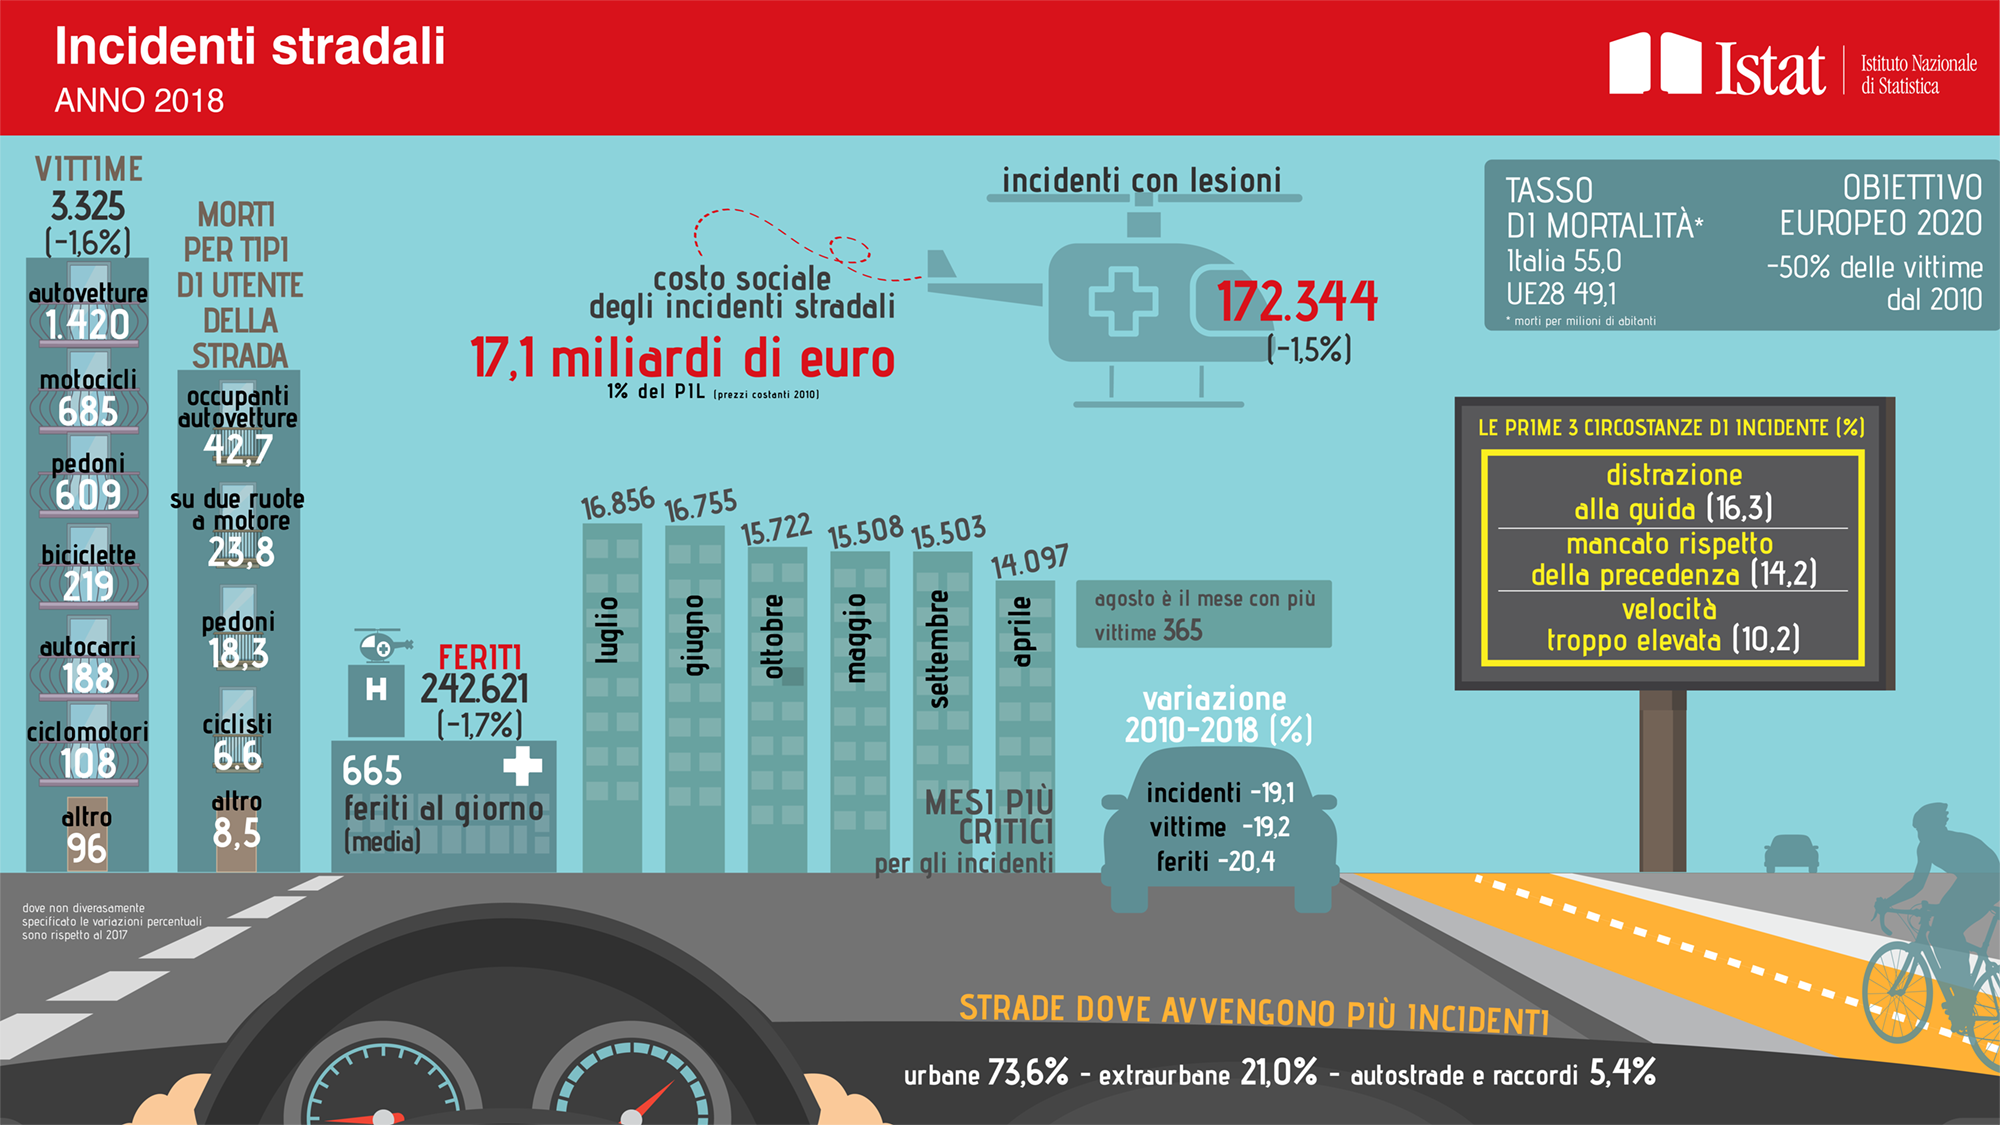 Incidenti stradali
ANNO 2018
Istat
Istituto Nazionale
di Statistica
VITTIME
3.325
(-1,6%)
autovetture
1.420
motocicli
685
pedoni
609
biciclette
219
autocarri
188
ciclomotori
108
altro
96
MORTI
PER TIPI
DI UTENTE
DELLA
STRADA
occupanti
autovetture
42,7
su due ruote
a motore
23,8
pedoni
18,3
ciclisti
6.6
altro
8,5
costo sociale
degli incidenti stradali
17,1 miliardi di euro
1% del PIL (prezzi costanti 2010)
incidenti con lesioni
172.344
(-1,5%)
TASSO
DI MORTALITÀ*
Italia 55,0
UE28 49,1
* morti per milioni di abitanti
OBIETTIVO
EUROPEO 2020
-50% delle vittime
dal 2010
LE PRIME 3 CIRCOSTANZE DI INCIDENTE (%)
distrazione
alla guida (16,3)
mancato rispetto
della precedenza (14,2)
velocità
troppo elevata (10,2)
H
FERITI
242.621
(-1,7%)
665
feriti al giorno
(media)
16.856
luglio
16.755
giugno
15.722
ottobre
15.508
maggio
15.503
settembre
14.097
aprile
MESI PIÙ
CRITICI
per gli incidenti
agosto è il mese con più
vittime 365
variazione
2010-2018 (%)
incidenti -19,1
vittime -19,2
feriti -20,4
dove non diverasamente
specificato le variazioni percentuali
sono rispetto al 2017
STRADE DOVE AVVENGONO PIÙ INCIDENTI
urbane 73,6% - extraurbane 21,0% - autostrade e raccordi 5,4%